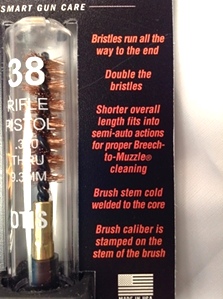 SMART GUN CARE
38
RIFLE
PISTOL
THRU
9.3MM
OTIS
Bristles run all the
way to the end
Double the
bristles
Shorter overall
length fits into
semi-auto actions
for proper Breech-
to-Muzzle®
cleaning
Brush stem cold
welded to the core
Brush caliber is
stamped on the
stem of the brush
MADE IN USA